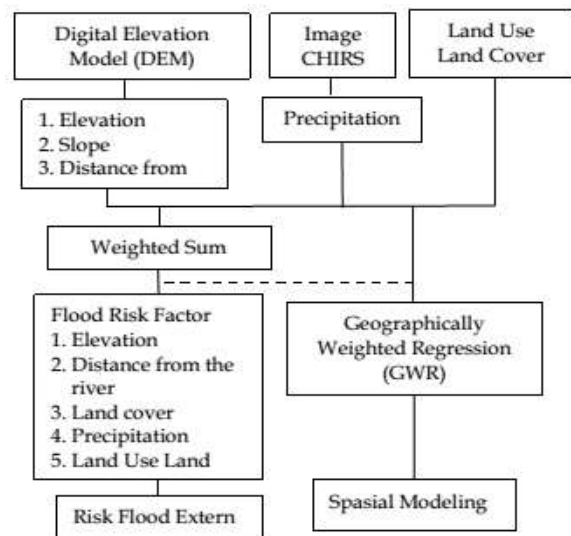 Digital Elevation
Model (DEM)
Image
CHIRS
Land Use
Land Cover
1. Elevation
2. Slope
3. Distance from
Precipitation
Weighted Sum
Flood Risk Factor
1. Elevation
2. Distance from the
river
3. Land cover
4. Precipitation
5. Land Use Land
Geographically
Weighted Regression
(GWR)
Risk Flood Extern
Spasial Modeling